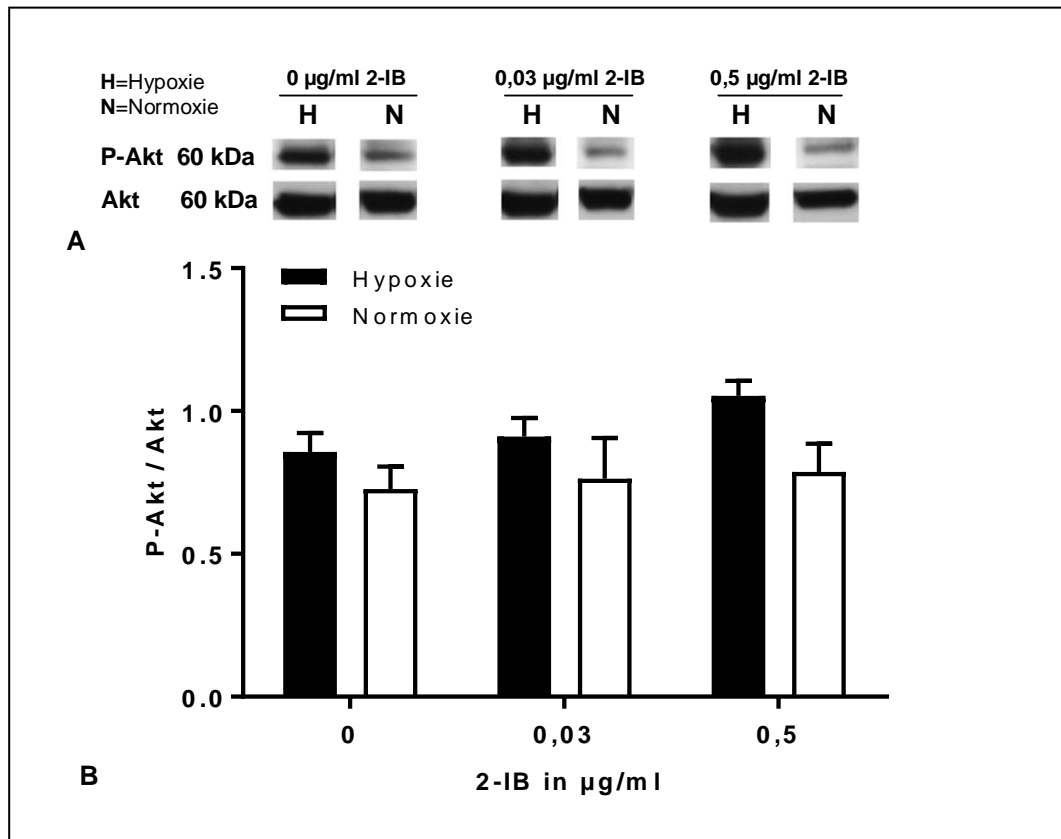 H=Hypoxie
N=Normoxie
0 µg/ml 2-IB
0,03 µg/ml 2-IB
0,5 µg/ml 2-IB
H N H N H N
P-Akt 60 kDa
Akt 60 kDa
A
1.5
1.0
0.5
0.0
P-Akt / Akt
Hypoxie
Normoxie
0 0,03 0,5
2-IB in µg/ml
B